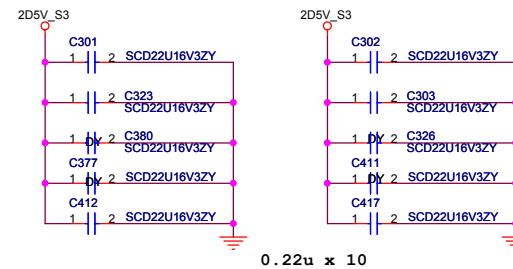 2D5V_S3
C301
1 2 SCD22U16V3ZY
1 2 C323
SCD22U16V3ZY
1 DY 2 C380
SCD22U16V3ZY
C377
1 DY 2 SCD22U16V3ZY
C412
1 2 SCD22U16V3ZY
2D5V_S3
C302
1 2 SCD22U16V3ZY
1 2 C303
SCD22U16V3ZY
1 DY 2 C326
SCD22U16V3ZY
C411
1 DY 2 SCD22U16V3ZY
C417
1 2 SCD22U16V3ZY
0.22u x 10